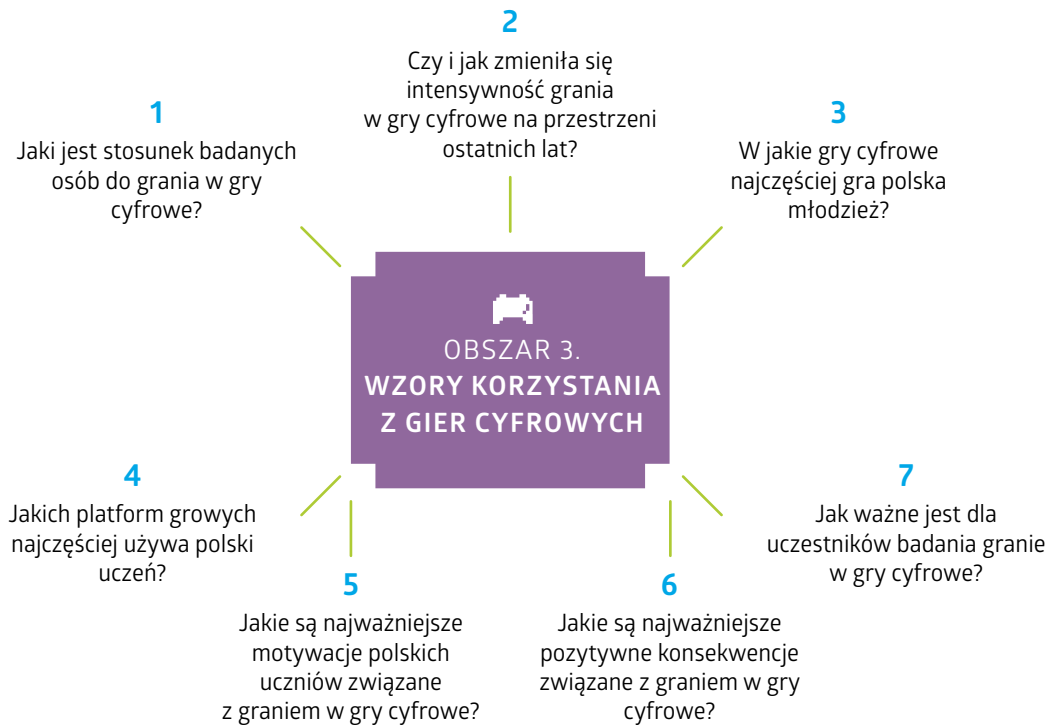 1
Jaki jest stosunek badanych
osób do grania w gry
cyfrowe?
2
Czy i jak zmieniła się
intensywność grania
w gry cyfrowe na przestrzeni
ostatnich lat?
3
W jakie gry cyfrowe
najczęściej gra polska
młodzież?
OBSZAR 3.
WZORY KORZYSTANIA
Z GIER CYFROWYCH
4
Jakich platform growych
najczęściej używa polski
uczeń?
5
Jakie są najważniejsze
motywacje polskich
uczniów związane
z graniem w gry cyfrowe?
6
Jakie są najważniejsze
pozytywne konsekwencje
związane z graniem w gry
cyfrowe?
7
Jak ważne jest dla
uczestników badania granie
w gry cyfrowe?